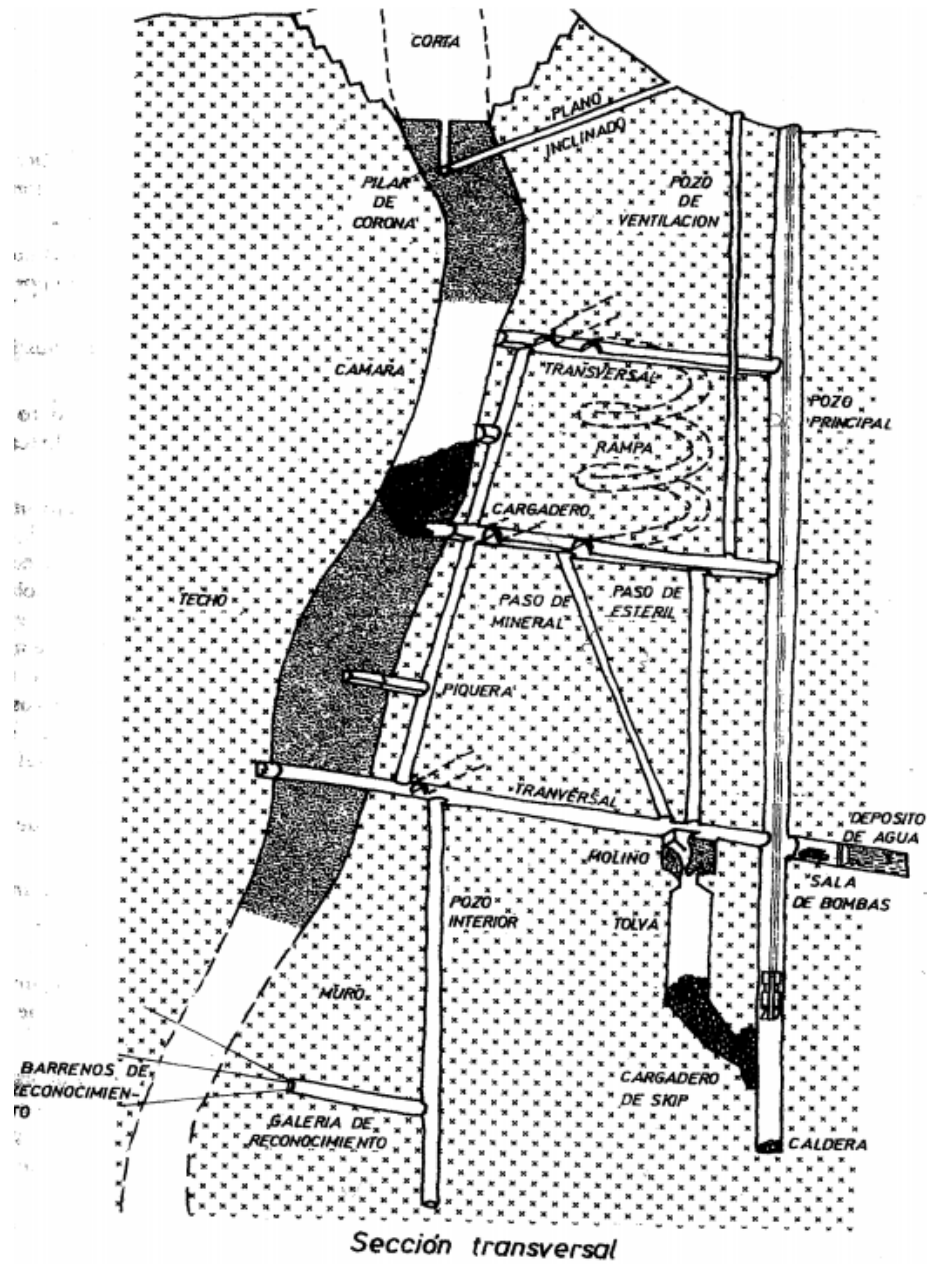 CORTA
PLANO
INCLINADO
PILAR
DE
CORONA
POZO
DE
VENTILACION
CAMARA
TRANSVERSAL
POZO
PRINCIPAL
RAMPA
CARGADERO
TECHO
PASO DE
MINERAL
PASO DE
ESTERIL
PIQUERA
TRANVERSAL
DEPOSITO
DE AGUA
MOLINO
SALA
DE BOMBAS
POZO
INTERIOR
TOLVA
MURO
BARRENOS DE
RECONOCIMIEN-
TO
GALERIA DE
RECONOCIMIENTO
CARGADERO
DE SKIP
CALDERA
Sección transversal